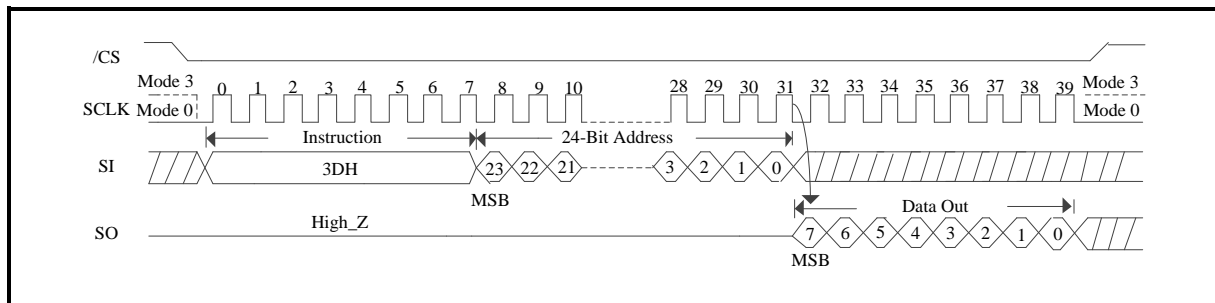 /CS
Mode 3
0 1 2 3 4 5 6 7 8 9 10 28 29 30 31 32 33 34 35 36 37 38 39
Mode 3
SCLK
Mode 0
Mode 0
Instruction
24-Bit Address
SI
3DH
23 22 21 3 2 1 0
MSB
Data Out
High_Z
SO
7 6 5 4 3 2 1 0
MSB